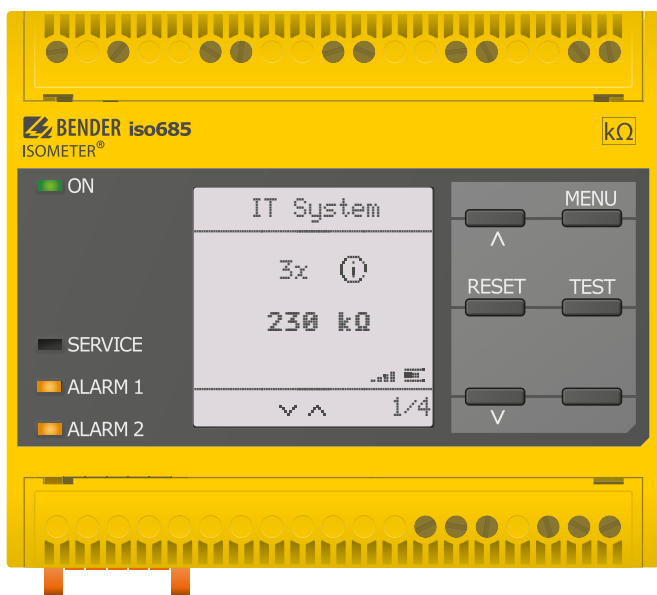 BENDER iso685
ISOMETER®
kΩ
ON
SERVICE
ALARM 1
ALARM 2
IT System
3x
230 kΩ
1/4
MENU
RESET
TEST